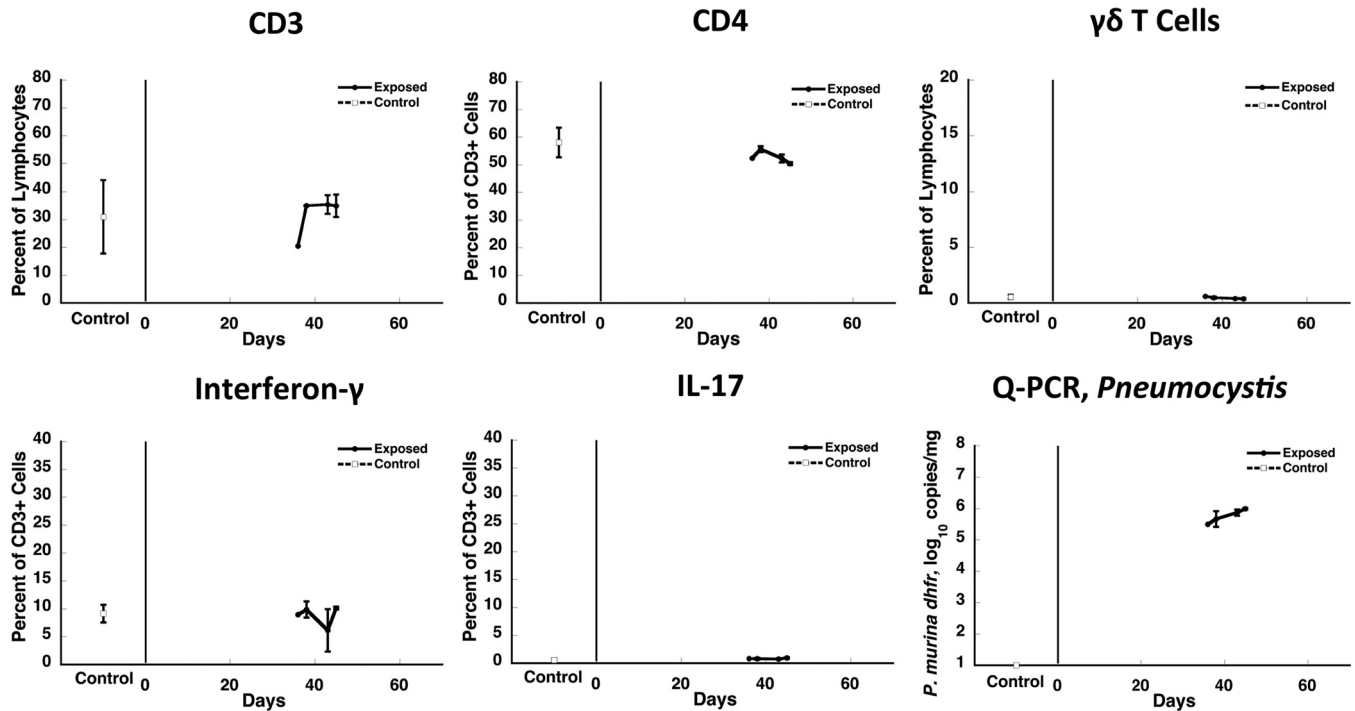 CD3
Percent of Lymphocytes
80
70
60
50
40
30
20
10
0
Exposed
Control
Control
0
20
40
60
Days
CD4
Percent of CD3+ Cells
80
70
60
50
40
30
20
10
0
Exposed
Control
Control
0
20
40
60
Days
γδ T Cells
Percent of Lymphocytes
20
15
10
5
0
Exposed
Control
Control
0
20
40
60
Days
Interferon-γ
Percent of CD3+ Cells
40
35
30
25
20
15
10
5
0
Exposed
Control
Control
0
20
40
60
Days
IL-17
Percent of CD3+ Cells
40
35
30
25
20
15
10
5
0
Exposed
Control
Control
0
20
40
60
Days
Q-PCR, Pneumocystis
P. murina dhfr, log10 copies/mg
8
7
6
5
4
3
2
1
Exposed
Control
Control
0
20
40
60
Days